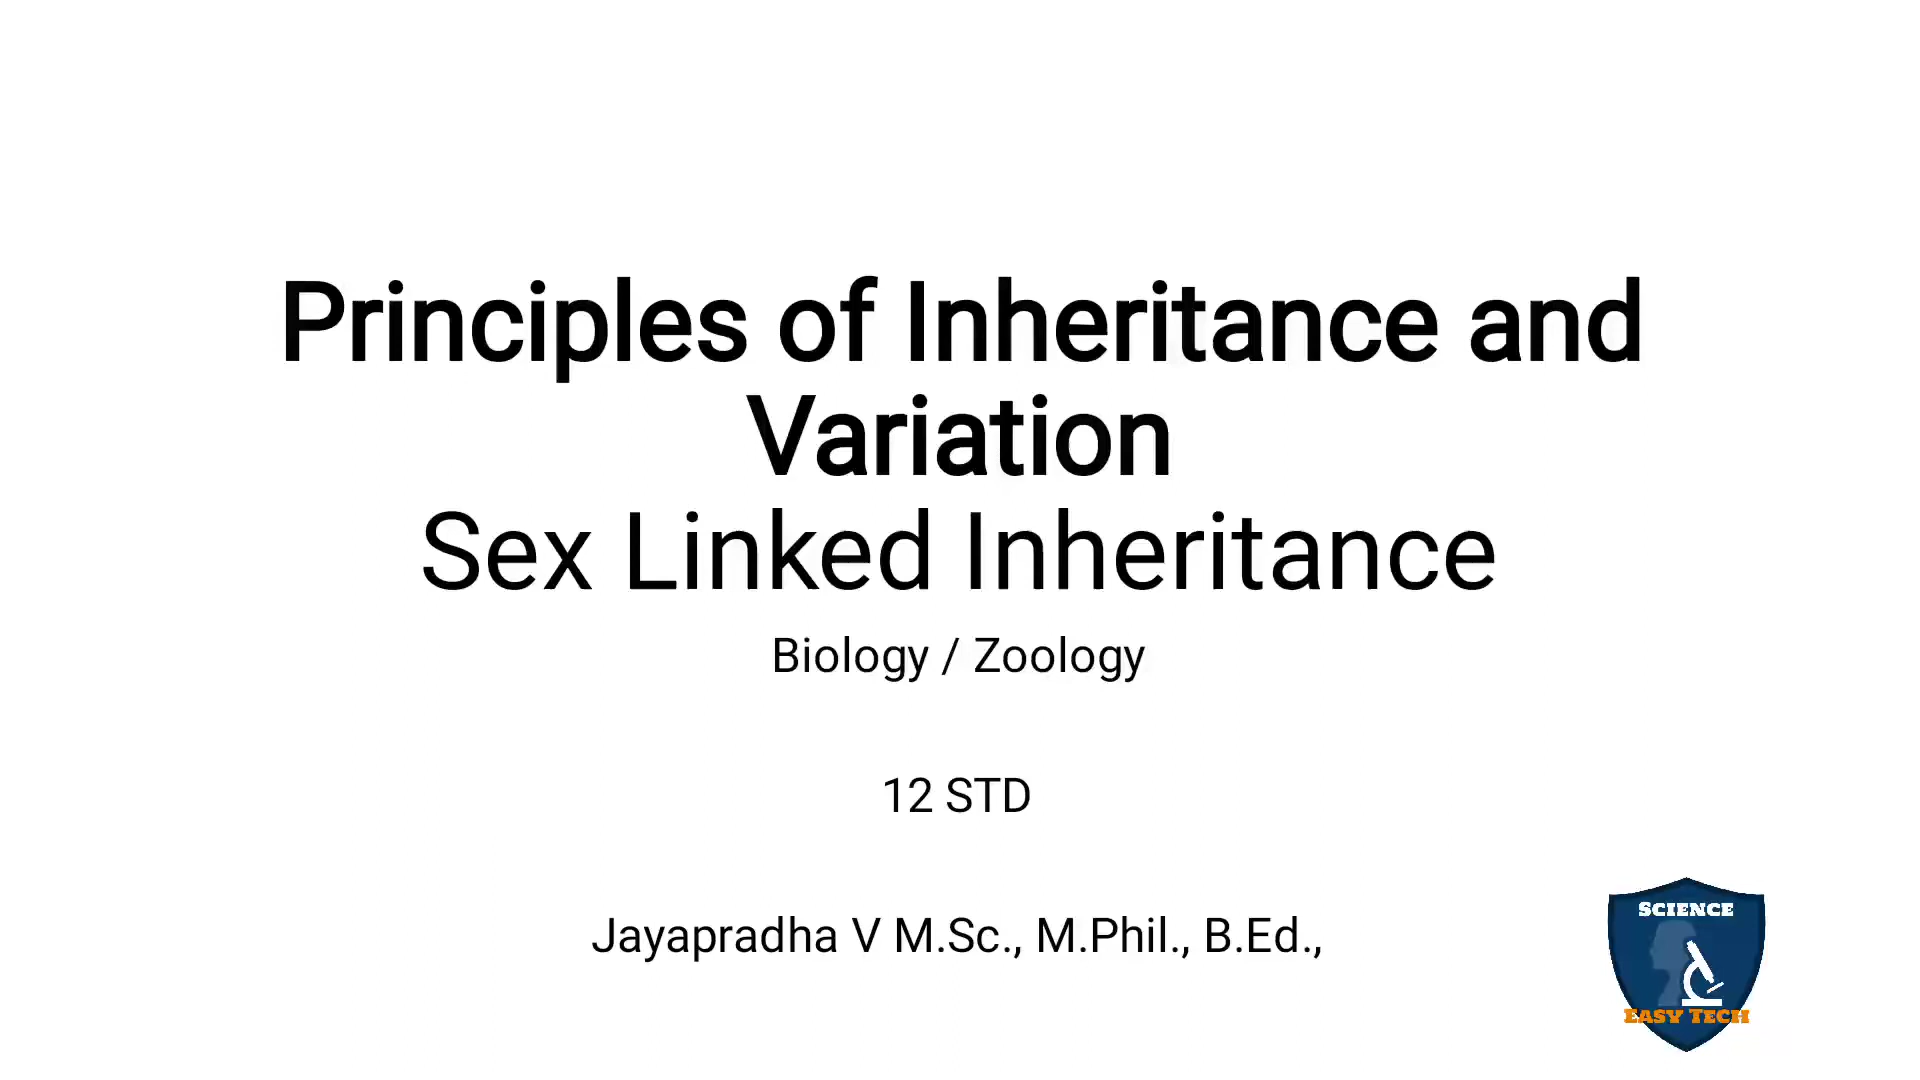 Principles of Inheritance and
Variation
Sex Linked Inheritance
Biology / Zoology
12 STD
Jayapradha V M.Sc., M.Phil., B.Ed.,
SCIENCE
EASY TECH